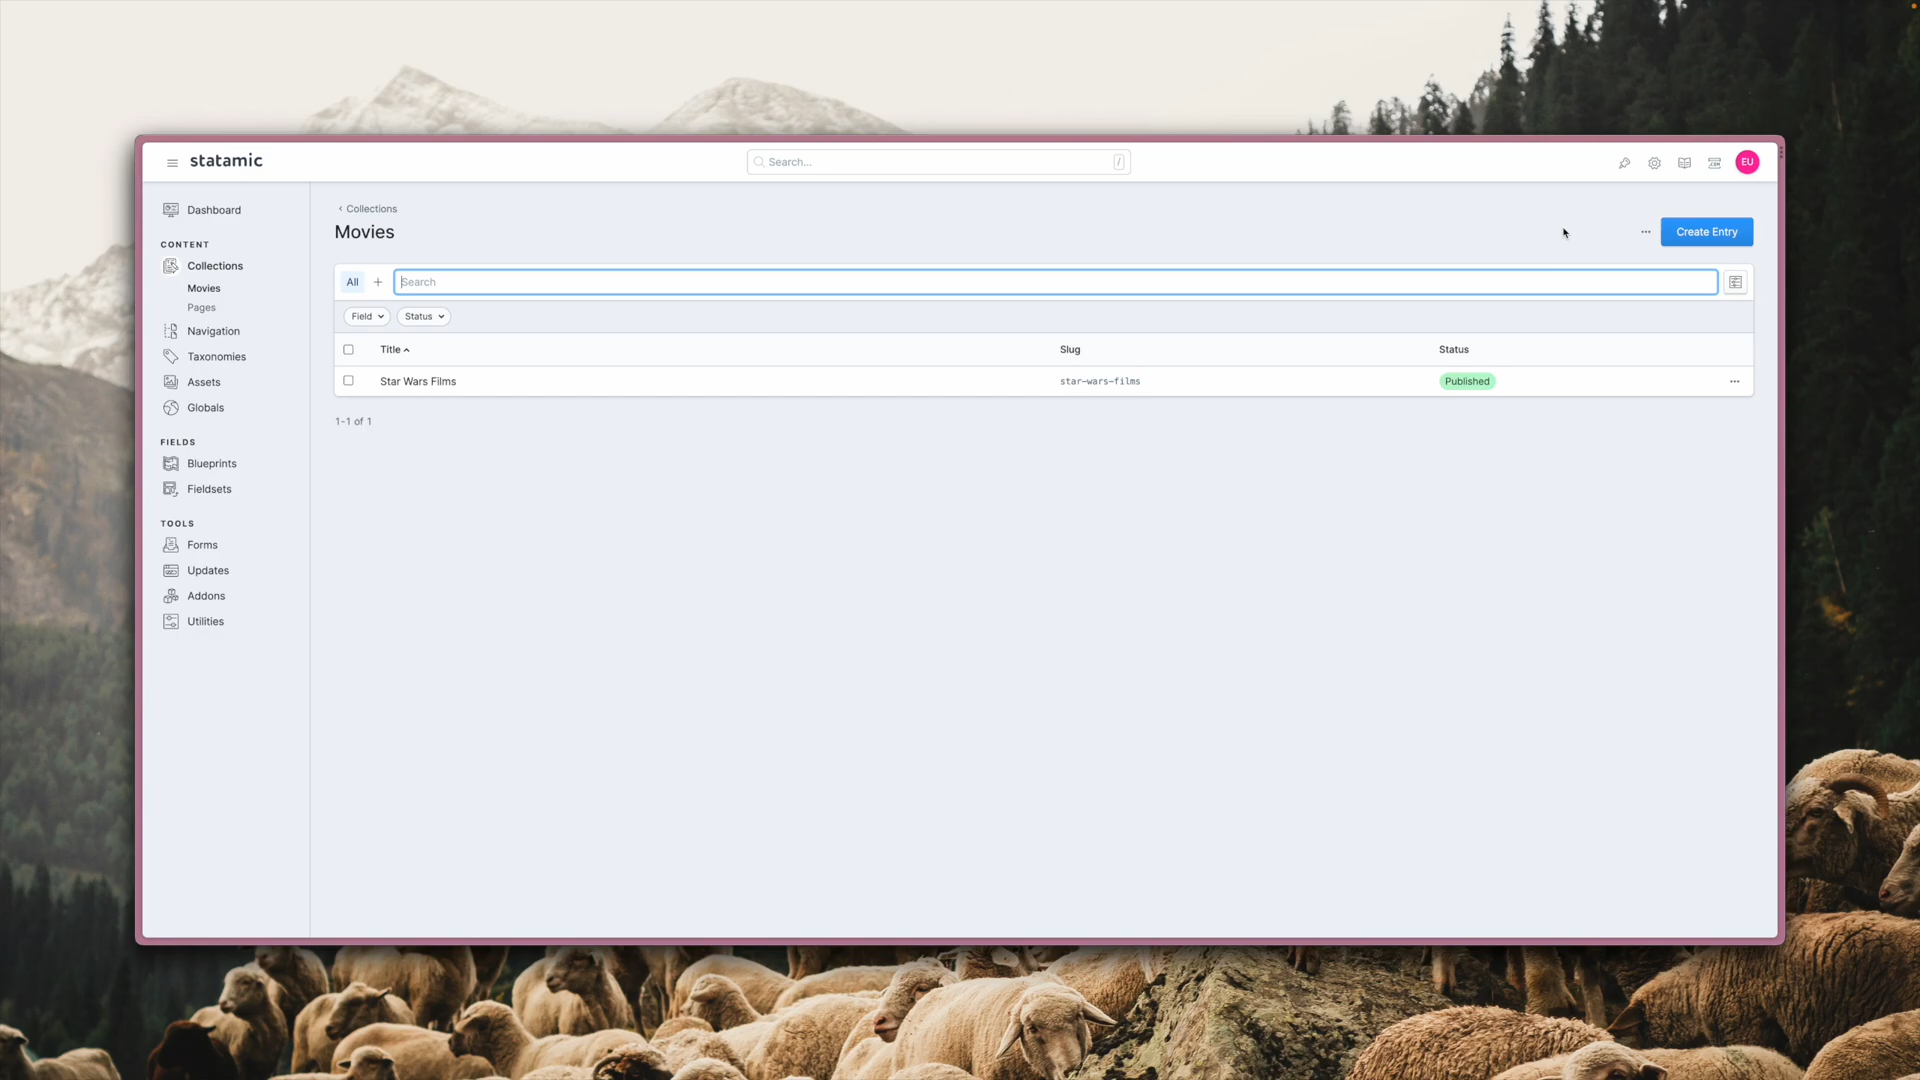 statamic
Search...
/
EU
Dashboard
CONTENT
Collections
Movies
Pages
Navigation
Taxonomies
Assets
Globals
FIELDS
Blueprints
Fieldsets
TOOLS
Forms
Updates
Addons
Utilities
‹ Collections
Movies
... Create Entry
All + Search
Field Status
Title Slug Status
Star Wars Films star-wars-films Published ...
1-1 of 1